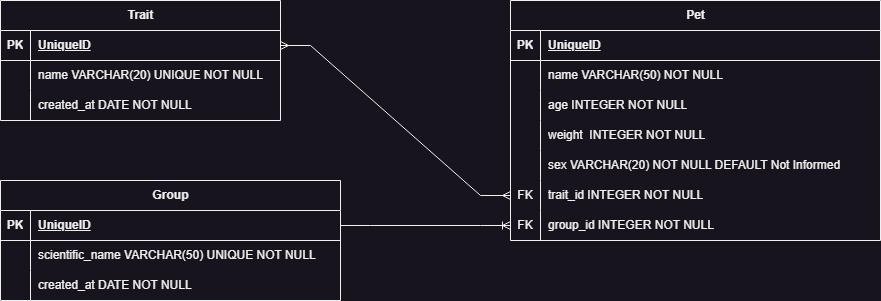 Trait
PK UniqueID
name VARCHAR(20) UNIQUE NOT NULL
created_at DATE NOT NULL
Pet
PK UniqueID
name VARCHAR(50) NOT NULL
age INTEGER NOT NULL
weight  INTEGER NOT NULL
sex VARCHAR(20) NOT NULL DEFAULT Not Informed
FK trait_id INTEGER NOT NULL
FK group_id INTEGER NOT NULL
Group
PK UniqueID
scientific_name VARCHAR(50) UNIQUE NOT NULL
created_at DATE NOT NULL